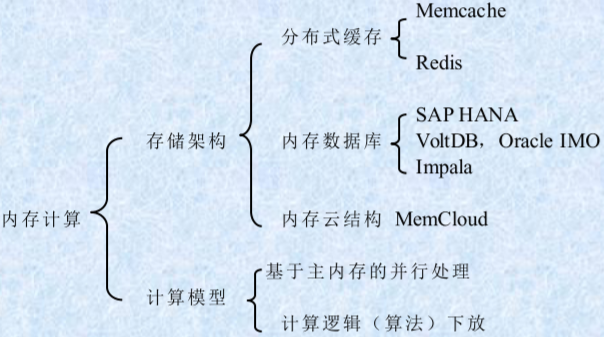 内存计算
存储架构
分布式缓存
Memcache
Redis
内存数据库
SAP HANA
VoltDB，Oracle IMO
Impala
内存云结构 MemCloud
计算模型
基于主内存的并行处理
计算逻辑（算法）下放